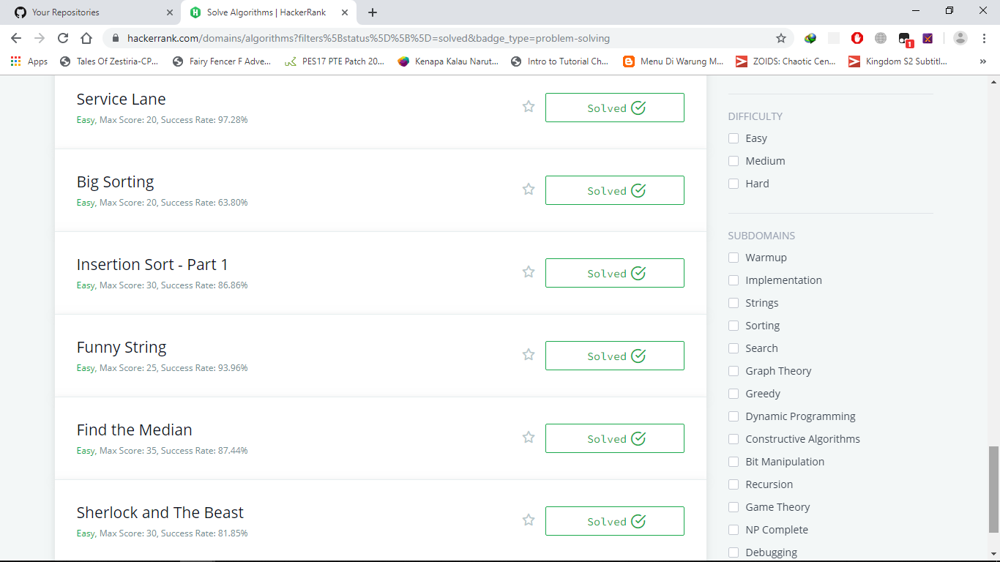 Your Repositories
Solve Algorithms | HackerRank
hackerrank.com/domains/algorithms?filters%5Bstatus%5D%5B%5D=solved&badge_type=problem-solving
1
Apps
Tales Of Zestiria-CP...
Fairy Fencer F Adve...
PES17 PTE Patch 20...
Kenapa Kalau Narut...
Intro to Tutorial Ch...
Menu Di Warung M...
ZOIDS: Chaotic Cen...
Kingdom S2 Subtitl...
»
Service Lane
Easy, Max Score: 20, Success Rate: 97.28%
Solved
Big Sorting
Easy, Max Score: 20, Success Rate: 63.80%
Solved
Insertion Sort - Part 1
Easy, Max Score: 30, Success Rate: 86.86%
Solved
Funny String
Easy, Max Score: 25, Success Rate: 93.96%
Solved
Find the Median
Easy, Max Score: 35, Success Rate: 87.44%
Solved
Sherlock and The Beast
Easy, Max Score: 30, Success Rate: 81.85%
Solved
DIFFICULTY
Easy
Medium
Hard
SUBDOMAINS
Warmup
Implementation
Strings
Sorting
Search
Graph Theory
Greedy
Dynamic Programming
Constructive Algorithms
Bit Manipulation
Recursion
Game Theory
NP Complete
Debugging